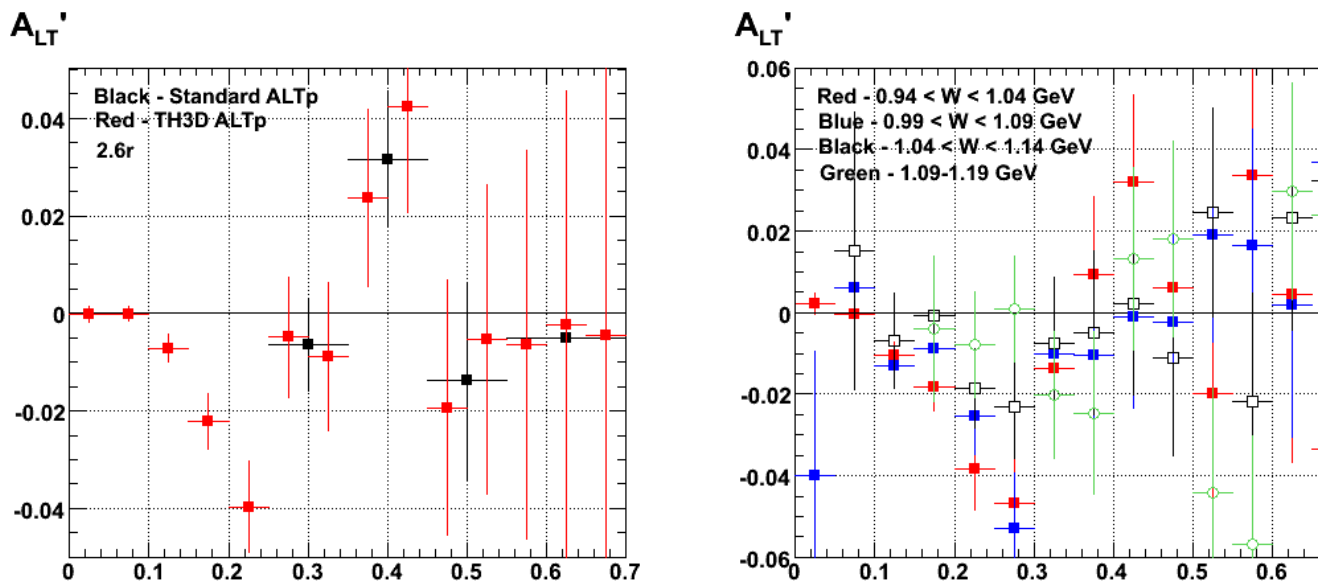 A_LT'
Black - Standard ALTp
Red - TH3D ALTp
2.6r
0.04
0.02
0
-0.02
-0.04
0 0.1 0.2 0.3 0.4 0.5 0.6 0.7
A_LT'
Red - 0.94 < W < 1.04 GeV
Blue - 0.99 < W < 1.09 GeV
Black - 1.04 < W < 1.14 GeV
Green - 1.09-1.19 GeV
0.06
0.04
0.02
0
-0.02
-0.04
-0.06
0 0.1 0.2 0.3 0.4 0.5 0.6